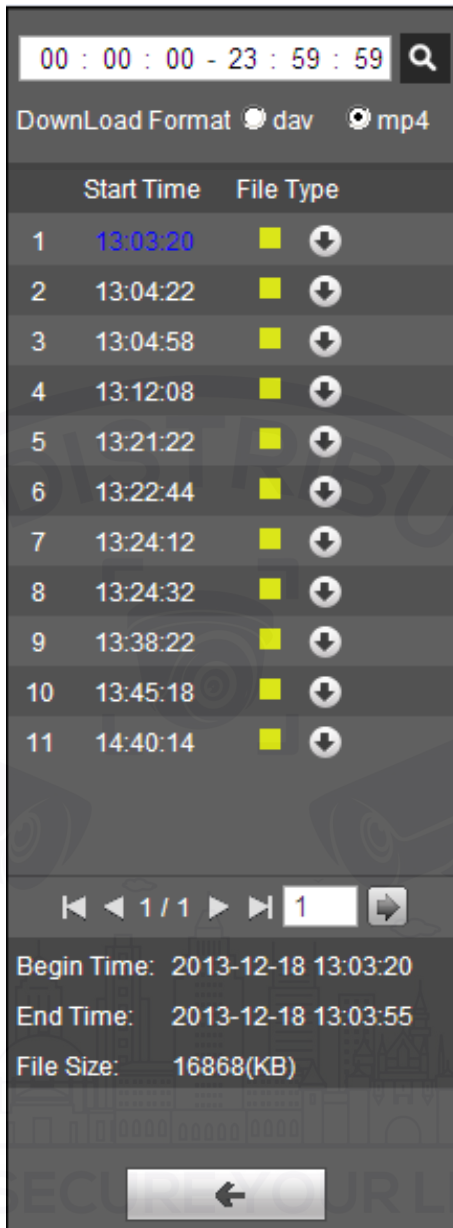 00 : 00 : 00 - 23 : 59 : 59
DownLoad Format dav mp4
Start Time File Type
1 13:03:20
2 13:04:22
3 13:04:58
4 13:12:08
5 13:21:22
6 13:22:44
7 13:24:12
8 13:24:32
9 13:38:22
10 13:45:18
11 14:40:14
1 / 1 1
Begin Time: 2013-12-18 13:03:20
End Time: 2013-12-18 13:03:55
File Size: 16868(KB)